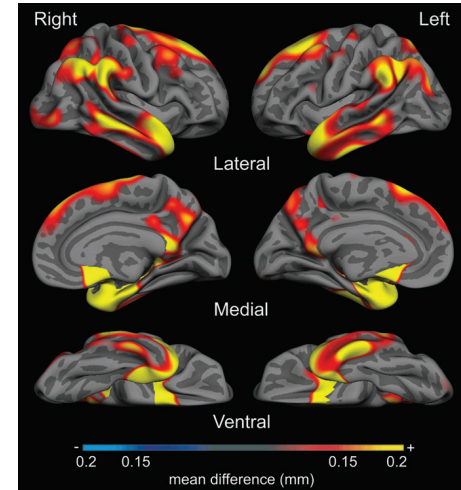 Right Left
Lateral
Medial
Ventral
- +
0.2 0.15 0.15 0.2
mean difference (mm)